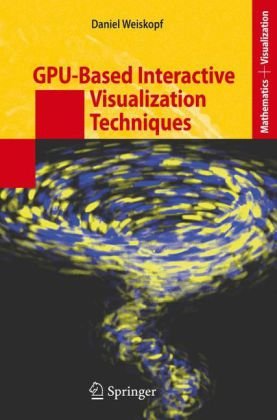 Daniel Weiskopf
GPU-Based Interactive
Visualization
Techniques
Mathematics + Visualization
Springer